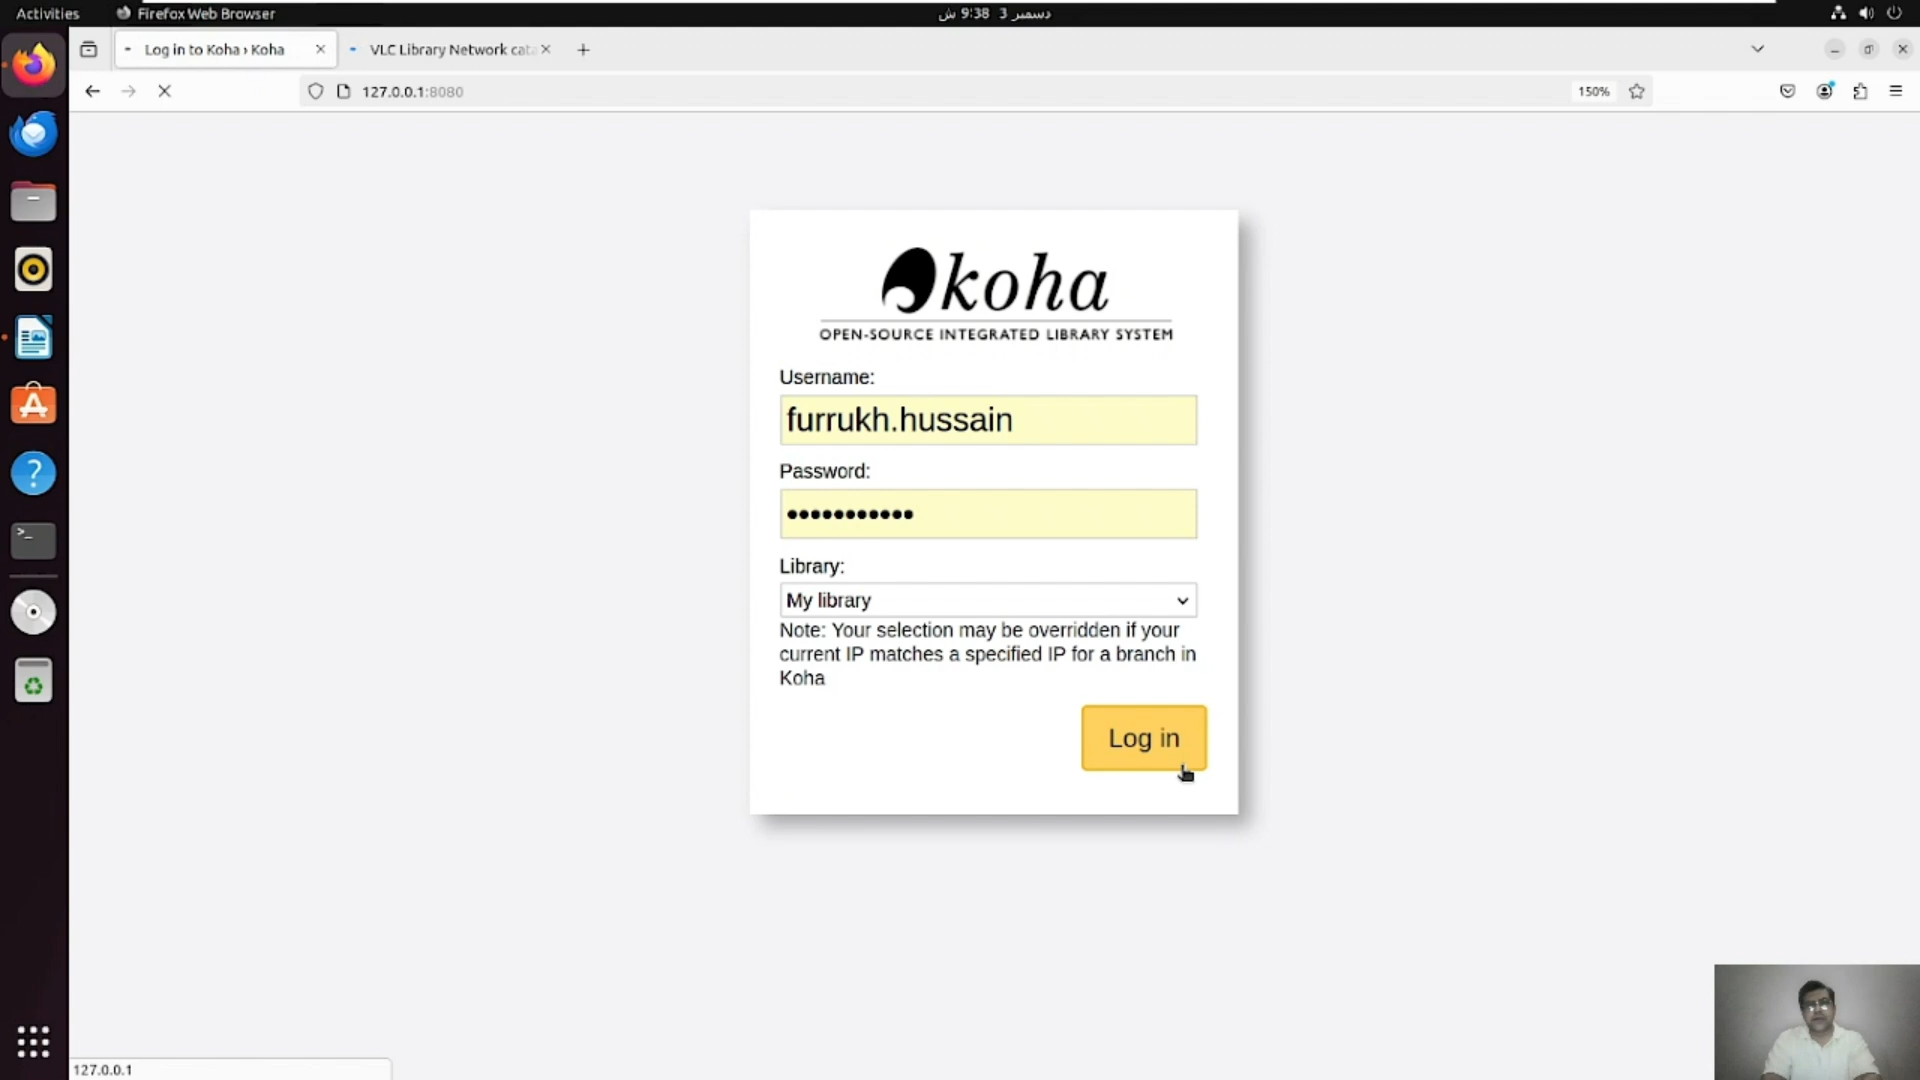 Activities
Firefox Web Browser
دسمبر 3 9:38 ش
Log in to Koha › Koha
VLC Library Network cata
127.0.0.1:8080
150%
koha
OPEN-SOURCE INTEGRATED LIBRARY SYSTEM
Username:
furrukh.hussain
Password:
Library:
My library
Note: Your selection may be overridden if your
current IP matches a specified IP for a branch in
Koha
Log in
127.0.0.1